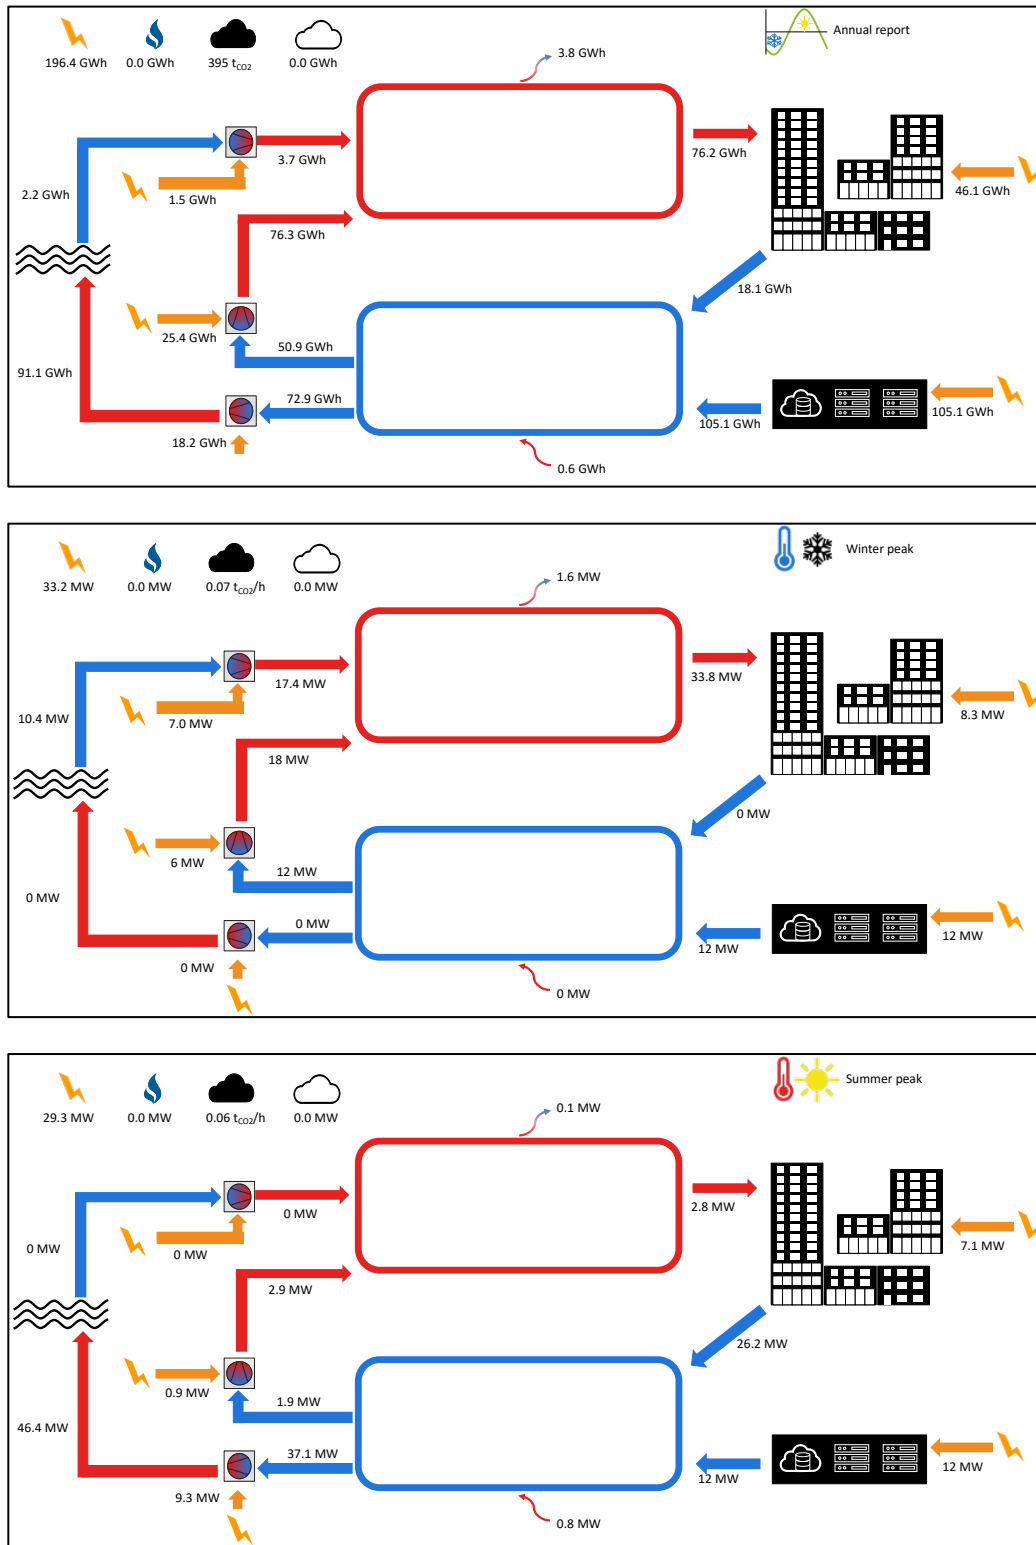 Annual report
196.4 GWh
0.0 GWh
395 tCO2
0.0 GWh
3.8 GWh
3.7 GWh
76.2 GWh
2.2 GWh
1.5 GWh
46.1 GWh
76.3 GWh
18.1 GWh
25.4 GWh
50.9 GWh
91.1 GWh
72.9 GWh
105.1 GWh
105.1 GWh
18.2 GWh
0.6 GWh
Winter peak
33.2 MW
0.0 MW
0.07 tCO2/h
0.0 MW
1.6 MW
17.4 MW
33.8 MW
10.4 MW
7.0 MW
8.3 MW
18 MW
0 MW
6 MW
12 MW
0 MW
0 MW
12 MW
12 MW
0 MW
0 MW
Summer peak
29.3 MW
0.0 MW
0.06 tCO2/h
0.0 MW
0.1 MW
0 MW
2.8 MW
0 MW
0 MW
7.1 MW
2.9 MW
26.2 MW
0.9 MW
1.9 MW
46.4 MW
37.1 MW
12 MW
12 MW
9.3 MW
0.8 MW